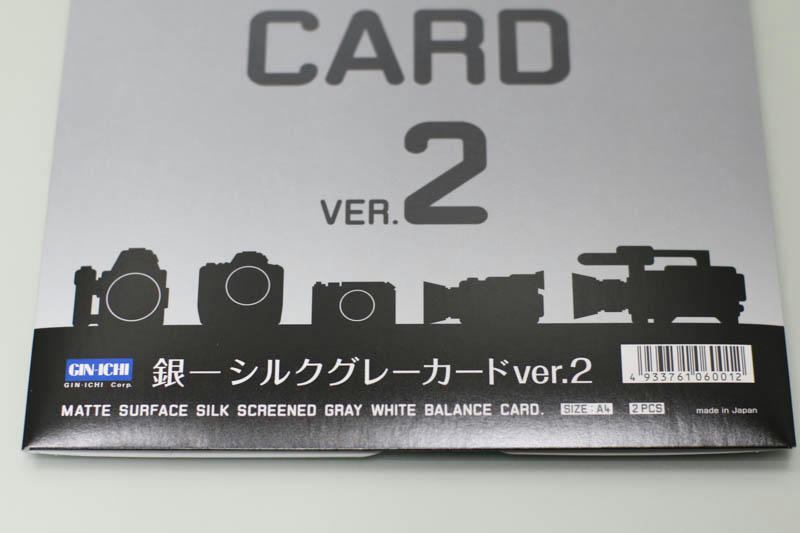 CARD
VER.2
GIN-ICHI
GIN-ICHI Corp.
銀一シルクグレーカードver.2
4 933761 060012
MATTE SURFACE SILK SCREENED GRAY WHITE BALANCE CARD. SIZE: A4 2 PCS made in Japan